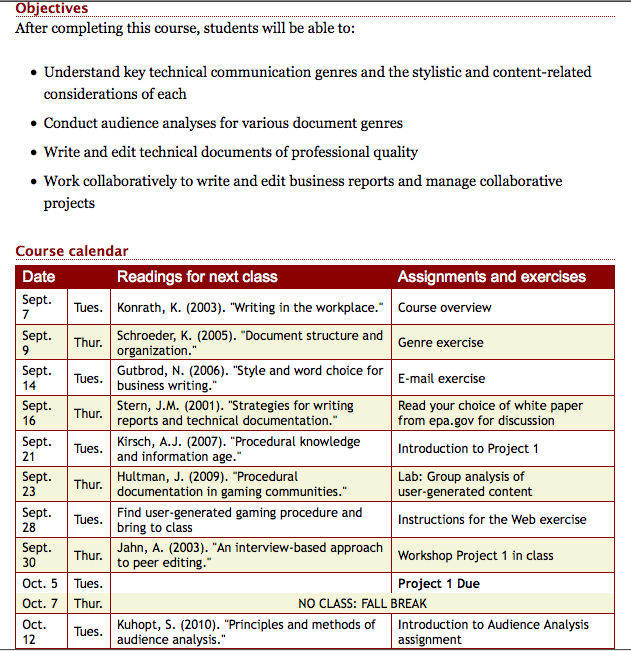 Objectives
After completing this course, students will be able to:
• Understand key technical communication genres and the stylistic and content-related
considerations of each
• Conduct audience analyses for various document genres
• Write and edit technical documents of professional quality
• Work collaboratively to write and edit business reports and manage collaborative
projects
Course calendar
Date Readings for next class Assignments and exercises
Sept.
7 Tues. Konrath, K. (2003). "Writing in the workplace." Course overview
Sept.
9 Thur. Schroeder, K. (2005). "Document structure and
organization." Genre exercise
Sept.
14 Tues. Gutbrod, N. (2006). "Style and word choice for
business writing." E-mail exercise
Sept.
16 Thur. Stern, J.M. (2001). "Strategies for writing
reports and technical documentation." Read your choice of white paper
from epa.gov for discussion
Sept.
21 Tues. Kirsch, A.J. (2007). "Procedural knowledge
and information age." Introduction to Project 1
Sept.
23 Thur. Hultman, J. (2009). "Procedural
documentation in gaming communities." Lab: Group analysis of
user-generated content
Sept.
28 Tues. Find user-generated gaming procedure and
bring to class Instructions for the Web exercise
Sept.
30 Thur. Jahn, A. (2003). "An interview-based approach
to peer editing." Workshop Project 1 in class
Oct. 5 Tues. Project 1 Due
Oct. 7 Thur. NO CLASS: FALL BREAK
Oct.
12 Tues. Kuhopt, S. (2010). "Principles and methods of
audience analysis." Introduction to Audience Analysis
assignment